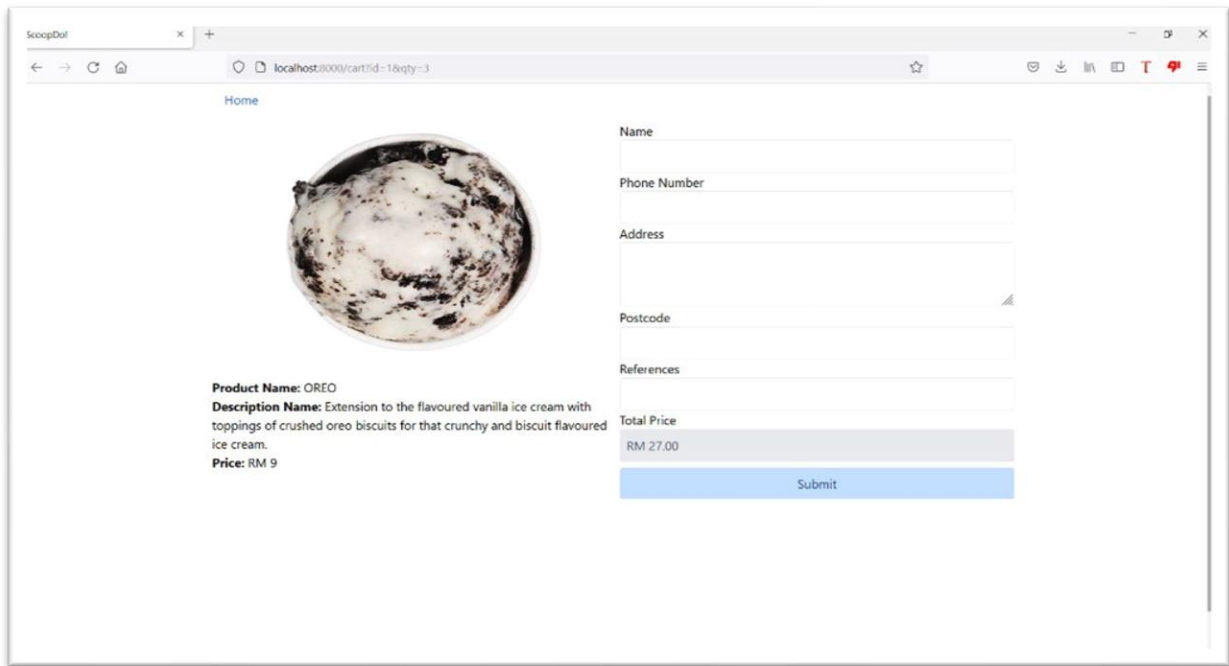 ScoopDo!
localhost:8000/cart?id=1&qty=3
Home
Product Name: OREO
Description Name: Extension to the flavoured vanilla ice cream with
toppings of crushed oreo biscuits for that crunchy and biscuit flavoured
ice cream.
Price: RM 9
Name
Phone Number
Address
Postcode
References
Total Price
RM 27.00
Submit